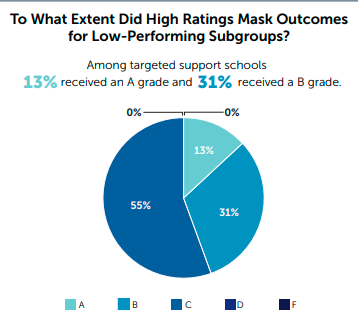 To What Extent Did High Ratings Mask Outcomes
for Low-Performing Subgroups?
Among targeted support schools
13% received an A grade and 31% received a B grade.
0% 0%
13%
55%
31%
A B C D F